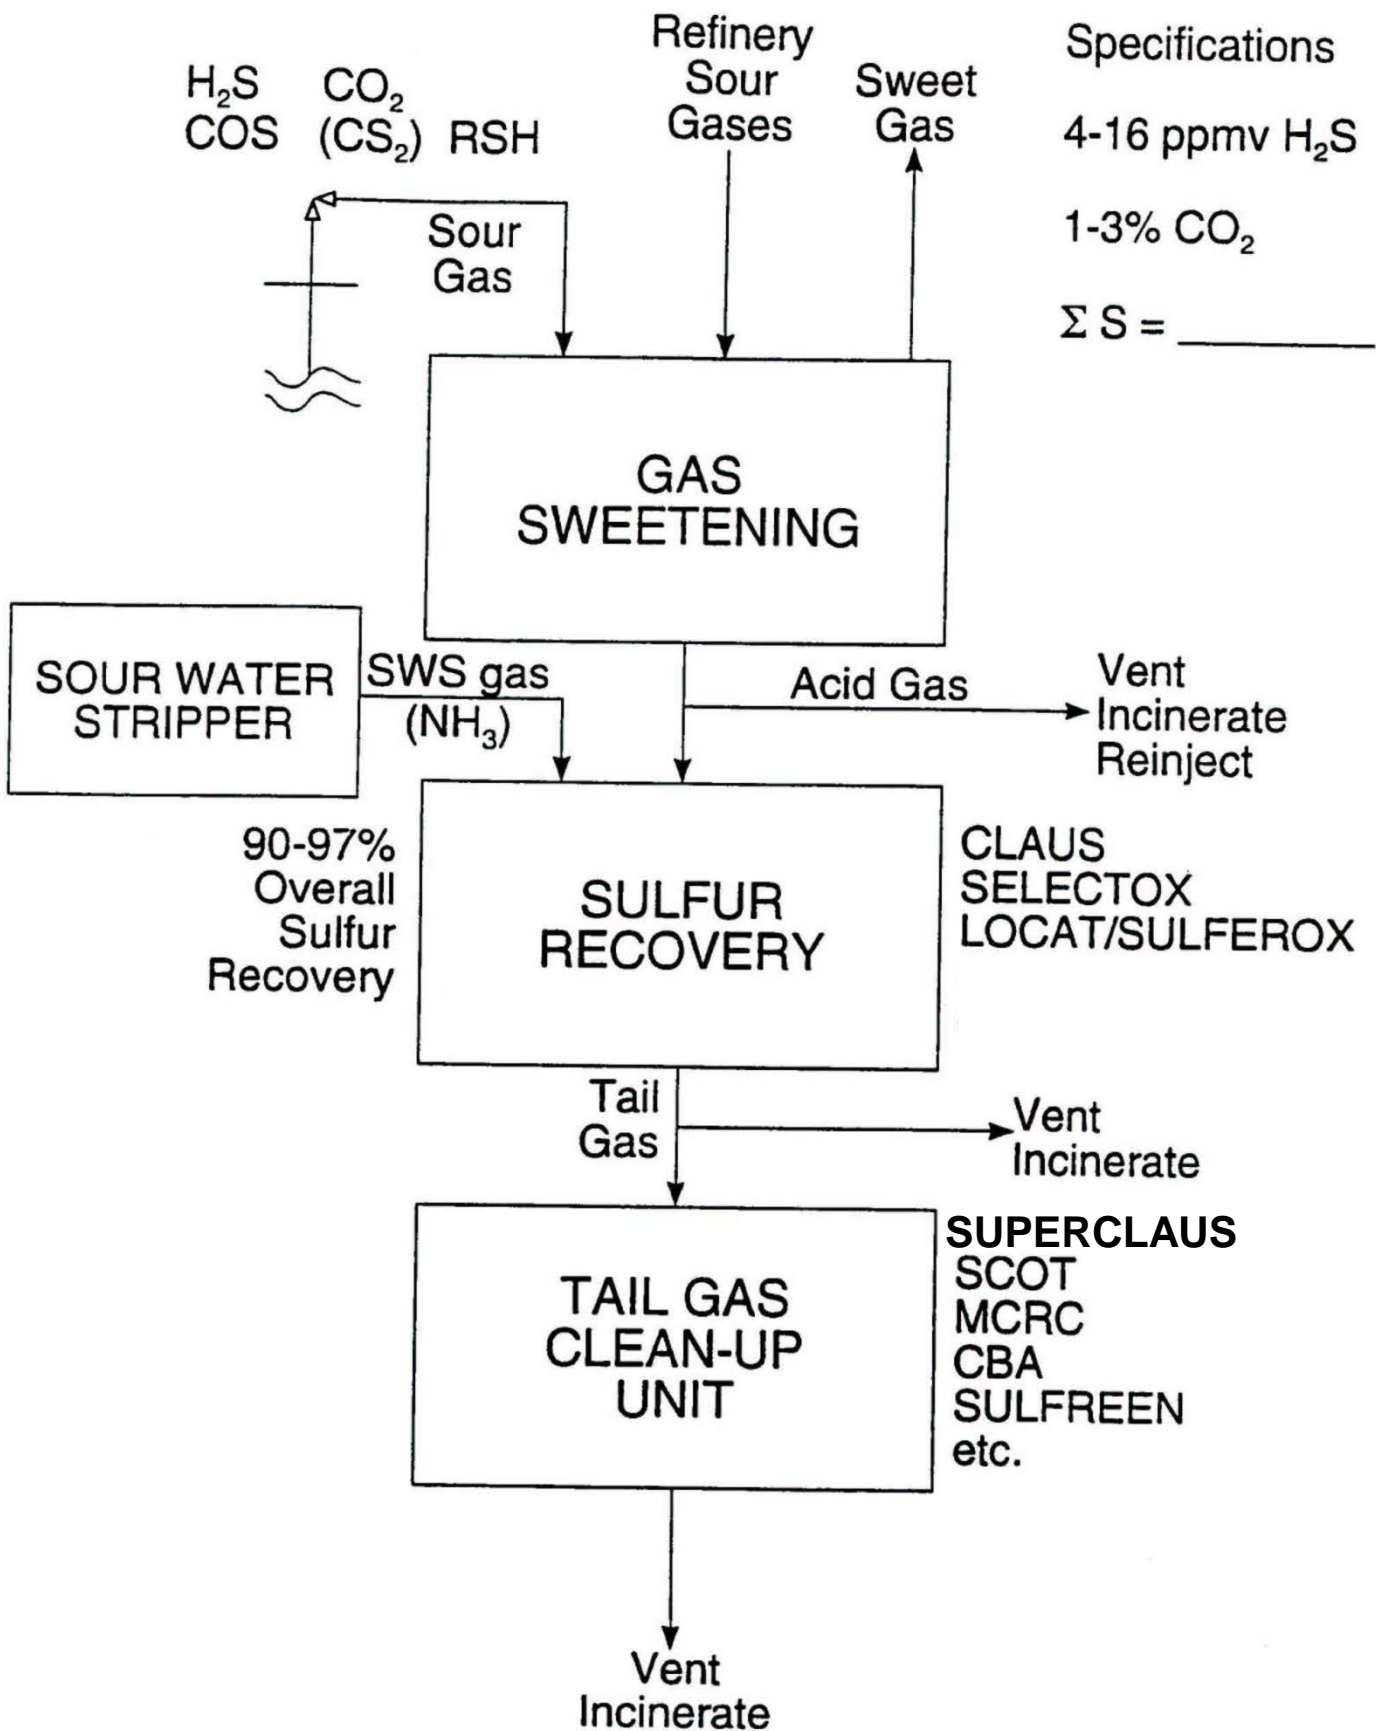 H₂S CO₂
COS (CS₂) RSH
Refinery
Sour
Gases
Sweet
Gas
Specifications
4-16 ppmv H₂S
1-3% CO₂
Σ S = ________
Sour
Gas
GAS
SWEETENING
SOUR WATER
STRIPPER
SWS gas
(NH₃)
Acid Gas
Vent
Incinerate
Reinject
90-97%
Overall
Sulfur
Recovery
SULFUR
RECOVERY
CLAUS
SELECTOX
LOCAT/SULFEROX
Tail
Gas
Vent
Incinerate
TAIL GAS
CLEAN-UP
UNIT
SUPERCLAUS
SCOT
MCRC
CBA
SULFREEN
etc.
Vent
Incinerate